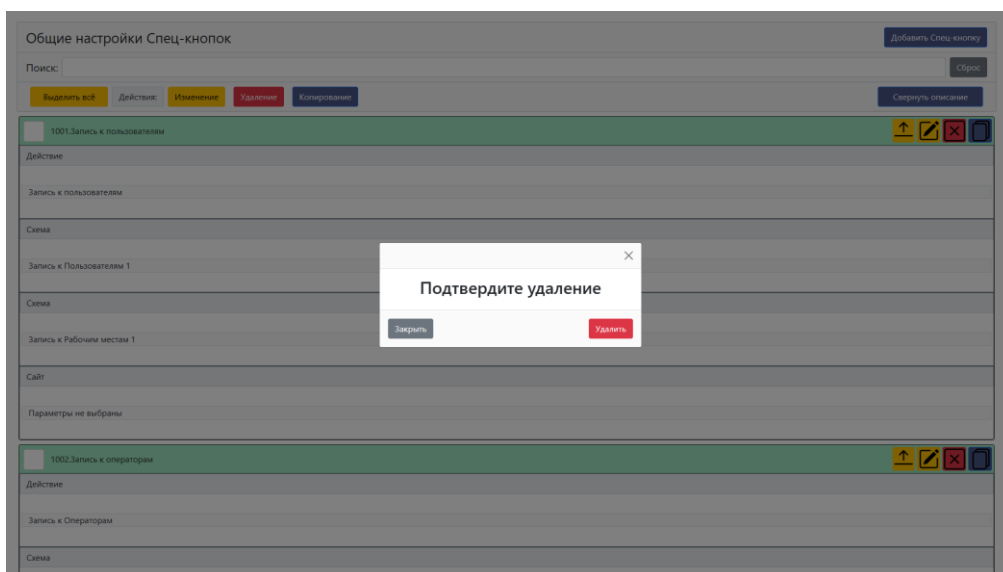 Общие настройки Спец-кнопок
Добавить Спец-кнопку
Поиск:
Сброс
Выделить всё
Действия:
Изменение
Удаление
Копирование
Свернуть описание
1001.Запись к пользователям
Действие
Запись к пользователям
Схема
Запись к Пользователям 1
Схема
Запись к Рабочим местам 1
Сайт
Параметры не выбраны
Подтвердите удаление
Закрыть
Удалить
1002.Запись к операторам
Действие
Запись к Операторам
Схема